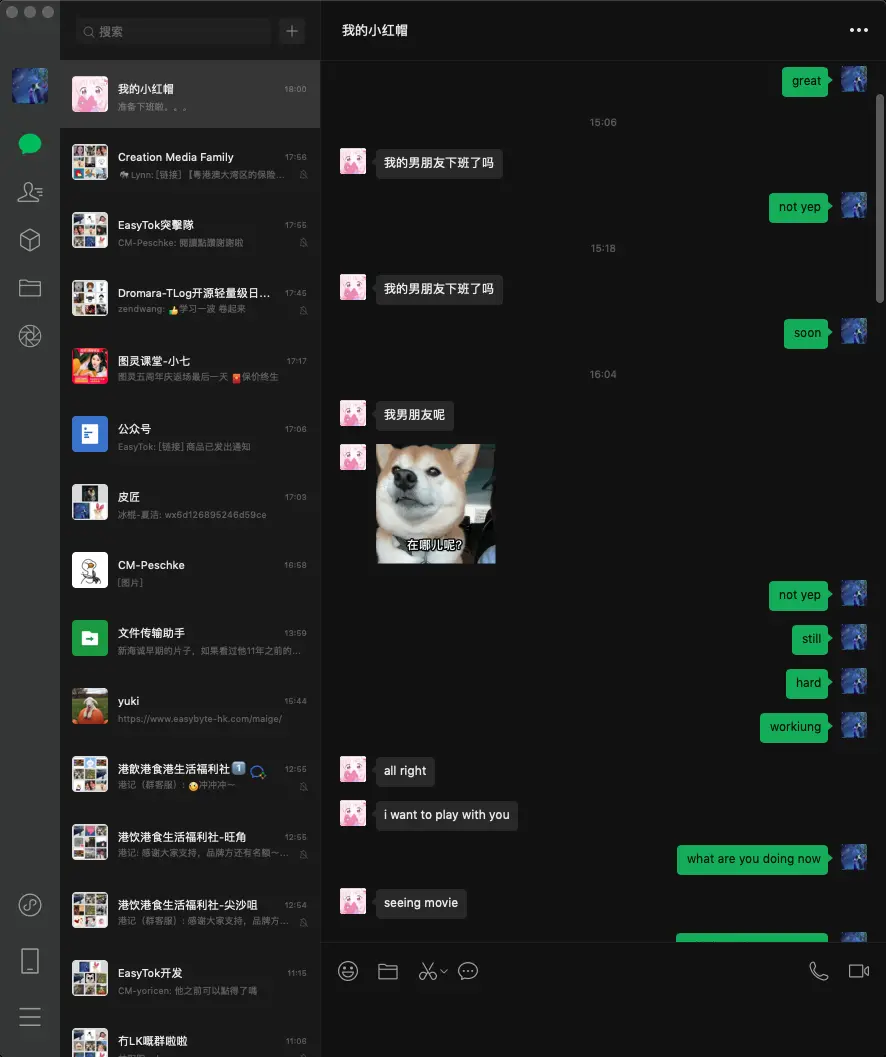 搜索
我的小红帽
18:00
准备下班啦。。。
Creation Media Family
17:56
Lynn: [链接] 【粤港澳大湾区的保险...
EasyTok突擊隊
17:55
CM-Peschke: 閱讀點讚謝謝啦
Dromara-TLog开源轻量级日...
17:45
zendwang: 👍学习一波 卷起来
图灵课堂-小七
17:17
图灵五周年庆返场最后一天 🧧保价终生
公众号
17:06
EasyTok: [链接] 商品已发出通知
皮匠
17:03
冰棍-夏洁: wx6d126895246d59ce
CM-Peschke
16:58
[图片]
文件传输助手
13:59
新海诚早期的片子，如果看过他11年之前的...
yuki
15:44
https://www.easybyte-hk.com/maige/
港飲港食港生活福利社1️⃣
12:55
港记（群客服）: 冲冲冲～
港饮港食生活福利社-旺角
12:55
港记: 感谢大家支持，品牌方还有名额～...
港饮港食生活福利社-尖沙咀
12:54
港记（群客服）: 感谢大家支持，品牌方...
EasyTok开发
11:15
CM-yoricen: 他之前可以點得了嗎
冇LK嘅群啦啦
11:06
我的小红帽
great
15:06
我的男朋友下班了吗
not yep
15:18
我的男朋友下班了吗
soon
16:04
我男朋友呢
在哪儿呢?
not yep
still
hard
workiung
all right
i want to play with you
what are you doing now
seeing movie